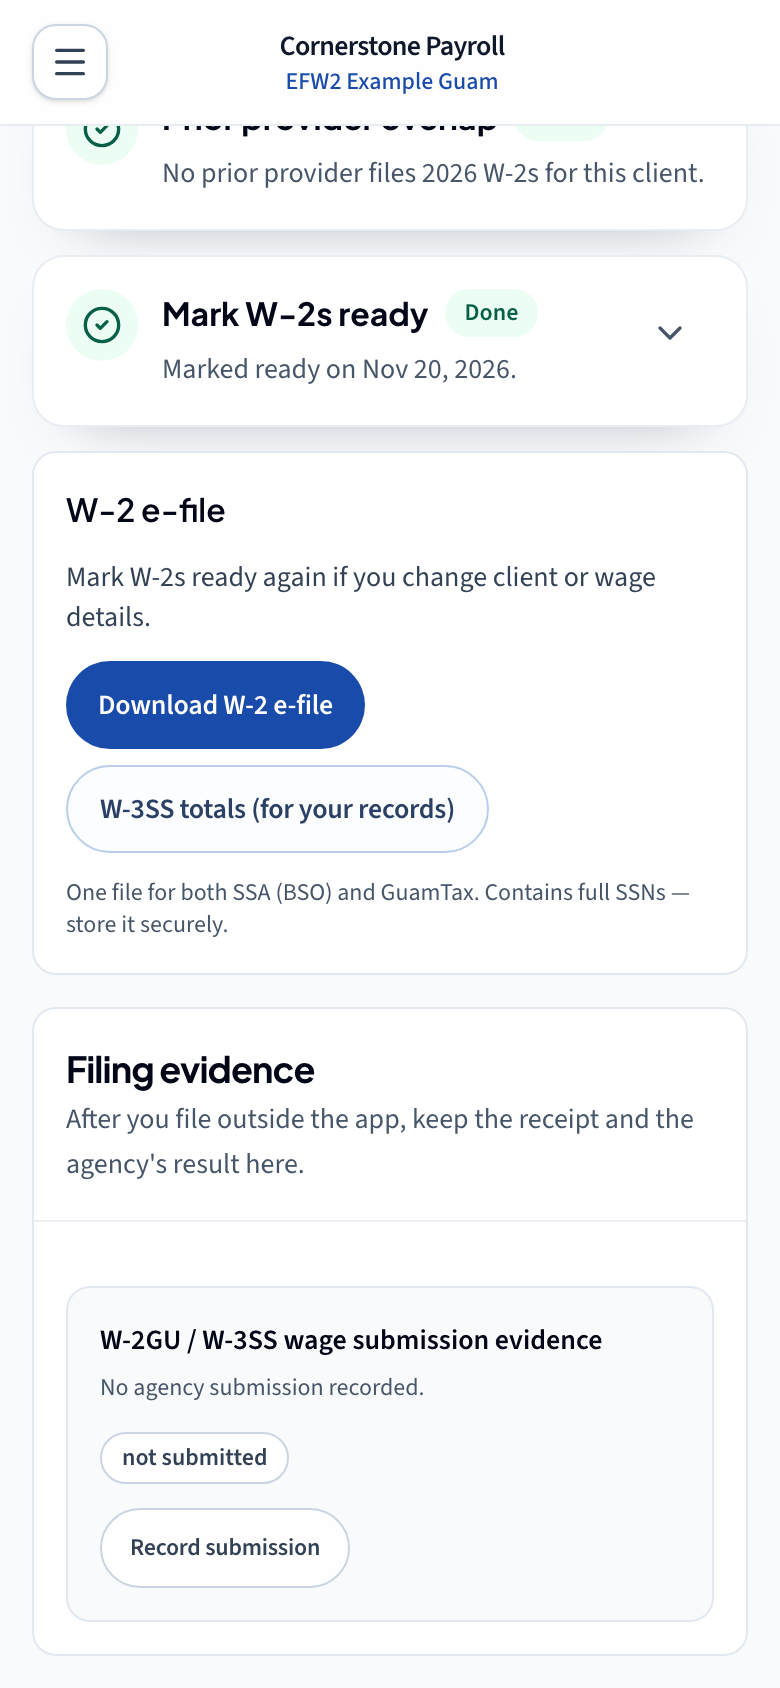 Cornerstone Payroll
EFW2 Example Guam
Prior provider overlap
No prior provider files 2026 W-2s for this client.
Mark W-2s ready
Done
Marked ready on Nov 20, 2026.
W-2 e-file
Mark W-2s ready again if you change client or wage
details.
Download W-2 e-file
W-3SS totals (for your records)
One file for both SSA (BSO) and GuamTax. Contains full SSNs —
store it securely.
Filing evidence
After you file outside the app, keep the receipt and the
agency's result here.
W-2GU / W-3SS wage submission evidence
No agency submission recorded.
not submitted
Record submission